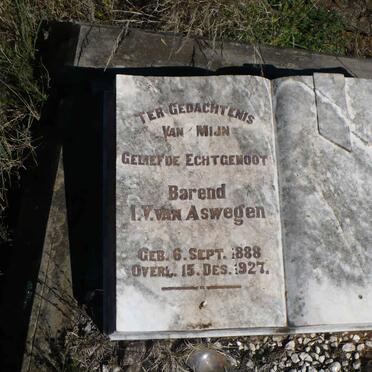 TER GEDACHTENIS
VAN MIJN
GELIEFDE ECHTGENOOT
Barend
I.V. van Aswegen
GEB. 6. SEPT. 1888
OVERL. 15. DES. 1927.